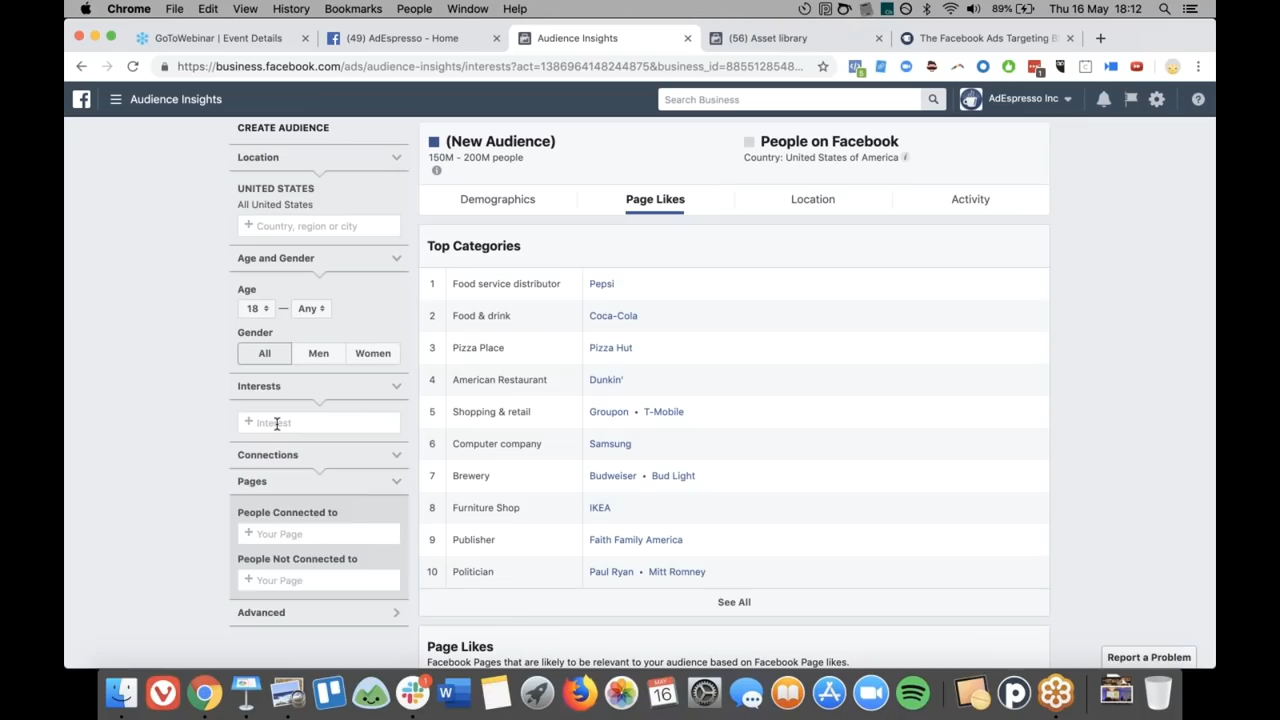 Chrome File Edit View History Bookmarks People Window Help 89% Thu 16 May 18:12
GoToWebinar | Event Details
(49) AdEspresso - Home
Audience Insights
(56) Asset library
The Facebook Ads Targeting B
https://business.facebook.com/ads/audience-insights/interests?act=1386964148244875&business_id=8855128548...
Audience Insights
Search Business
AdEspresso Inc
CREATE AUDIENCE
Location
UNITED STATES
All United States
+ Country, region or city
Age and Gender
Age
18 — Any
Gender
All Men Women
Interests
+ Interest
Connections
Pages
People Connected to
+ Your Page
People Not Connected to
+ Your Page
Advanced
(New Audience)
150M - 200M people
People on Facebook
Country: United States of America
Demographics Page Likes Location Activity
Top Categories
1 Food service distributor Pepsi
2 Food & drink Coca-Cola
3 Pizza Place Pizza Hut
4 American Restaurant Dunkin'
5 Shopping & retail Groupon • T-Mobile
6 Computer company Samsung
7 Brewery Budweiser • Bud Light
8 Furniture Shop IKEA
9 Publisher Faith Family America
10 Politician Paul Ryan • Mitt Romney
See All
Page Likes
Facebook Pages that are likely to be relevant to your audience based on Facebook Page likes.
Report a Problem
MAY
16